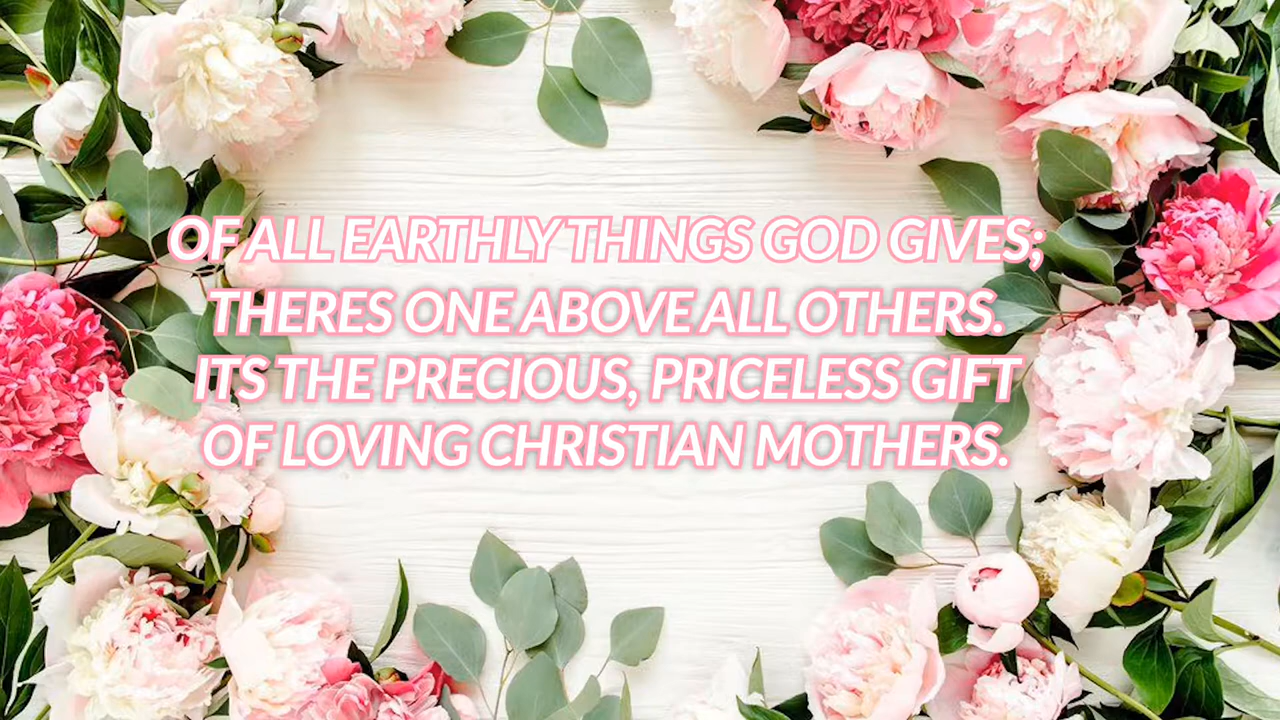 OF ALL EARTHLY THINGS GOD GIVES;
THERES ONE ABOVE ALL OTHERS.
ITS THE PRECIOUS, PRICELESS GIFT
OF LOVING CHRISTIAN MOTHERS.